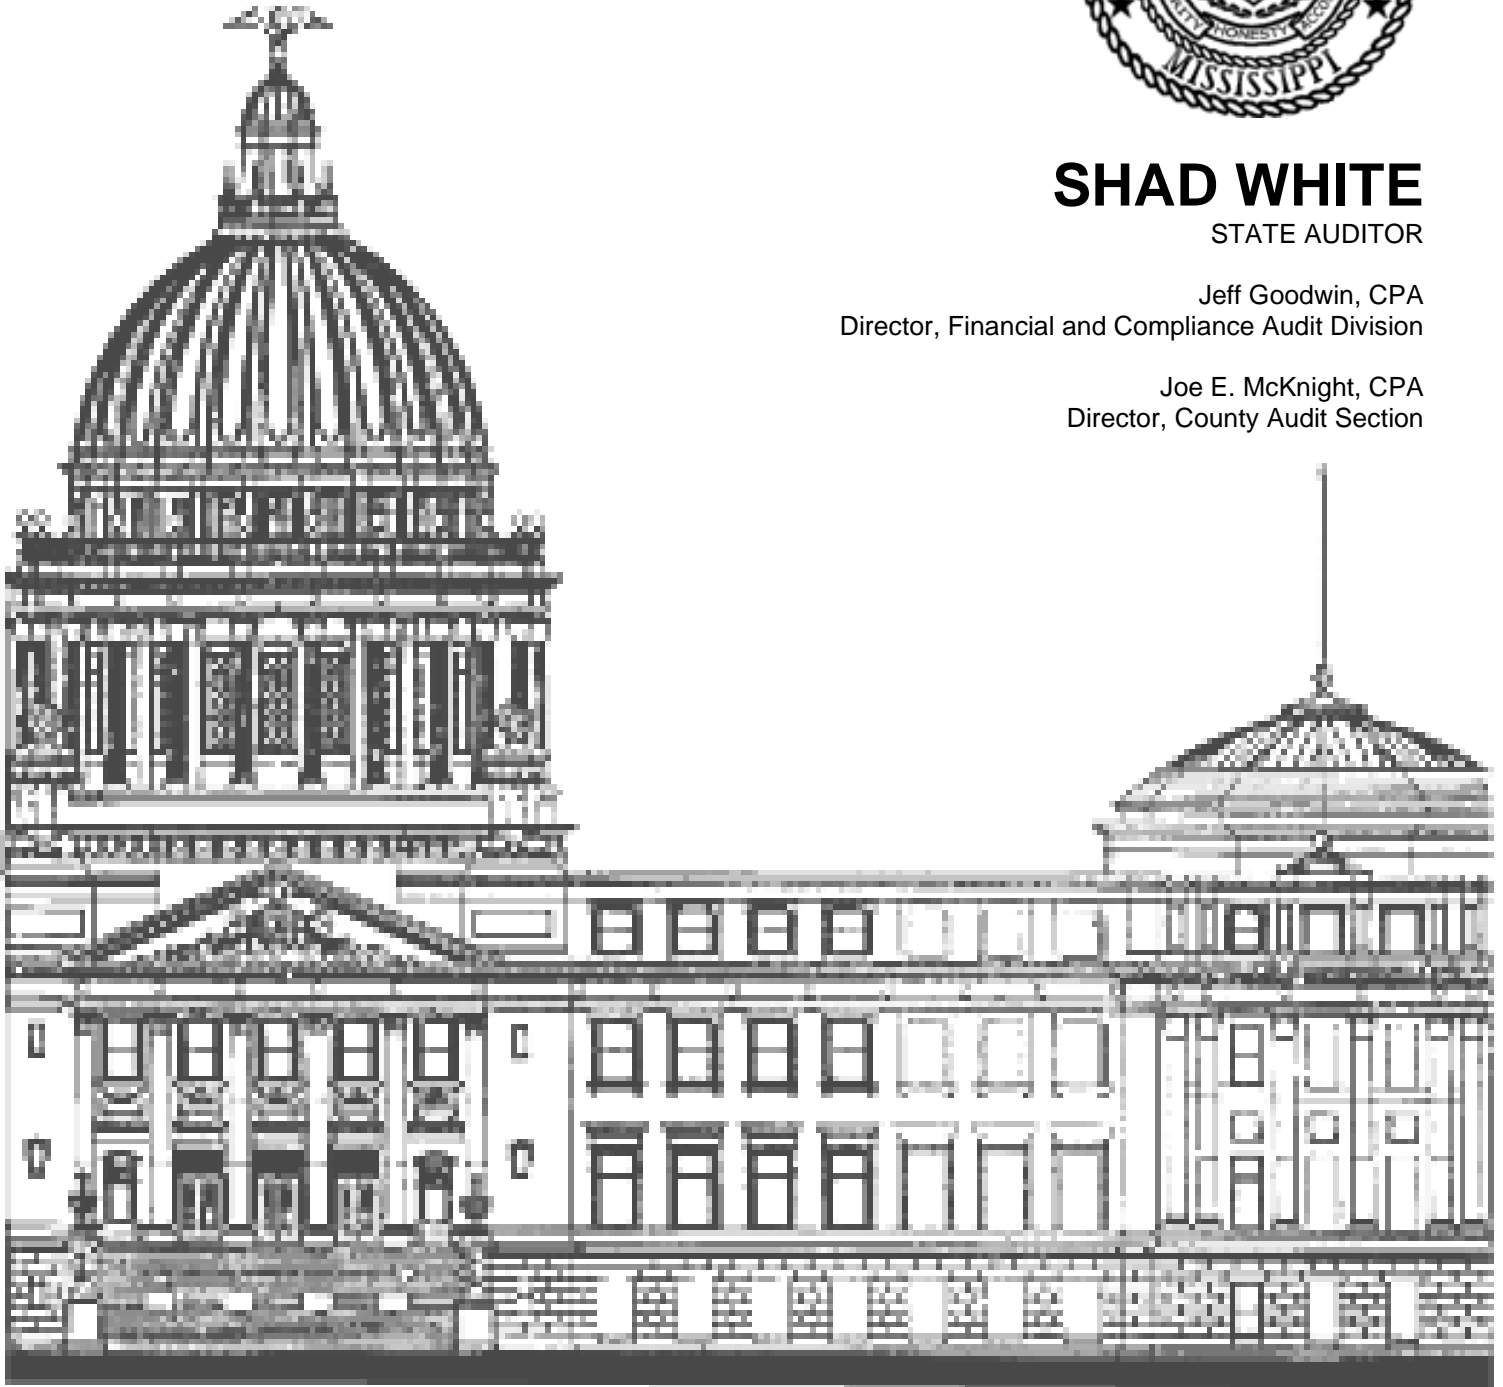 HONESTY
MISSISSIPPI
SHAD WHITE
STATE AUDITOR
Jeff Goodwin, CPA
Director, Financial and Compliance Audit Division
Joe E. McKnight, CPA
Director, County Audit Section